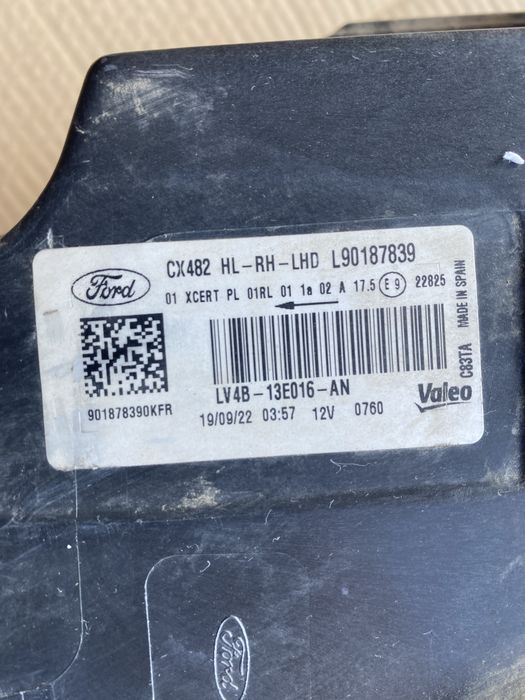 Ford
CX482 HL-RH-LHD L90187839
01 XCERT PL 01RL 01 1a 02 A 17.5 E 9 22825
LV4B-13E016-AN
901878390KFR
19/09/22 03:57 12V 0760
Valeo
C83TA MADE IN SPAIN
Ford